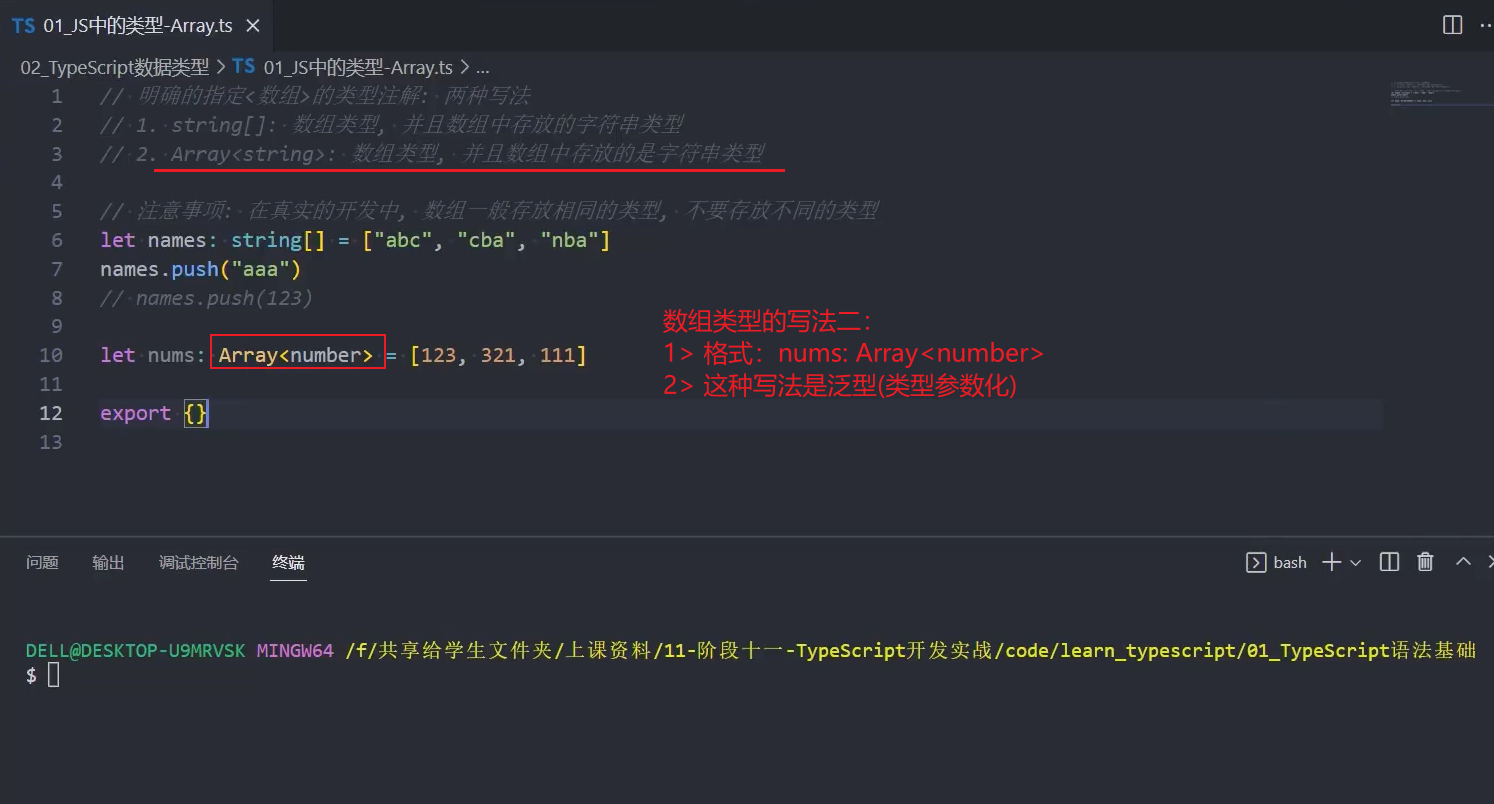 TS 01_JS中的类型-Array.ts
02_TypeScript数据类型 > TS 01_JS中的类型-Array.ts > ...
1 // 明确的指定<数组>的类型注解: 两种写法
2 // 1. string[]: 数组类型, 并且数组中存放的字符串类型
3 // 2. Array<string>: 数组类型, 并且数组中存放的是字符串类型
4
5 // 注意事项: 在真实的开发中, 数组一般存放相同的类型, 不要存放不同的类型
6 let names: string[] = ["abc", "cba", "nba"]
7 names.push("aaa")
8 // names.push(123)
9
10 let nums: Array<number> = [123, 321, 111]
11
12 export {}
13
数组类型的写法二：
1> 格式：nums: Array<number>
2> 这种写法是泛型(类型参数化)
问题 输出 调试控制台 终端 bash
DELL@DESKTOP-U9MRVSK MINGW64 /f/共享给学生文件夹/上课资料/11-阶段十一-TypeScript开发实战/code/learn_typescript/01_TypeScript语法基础
$